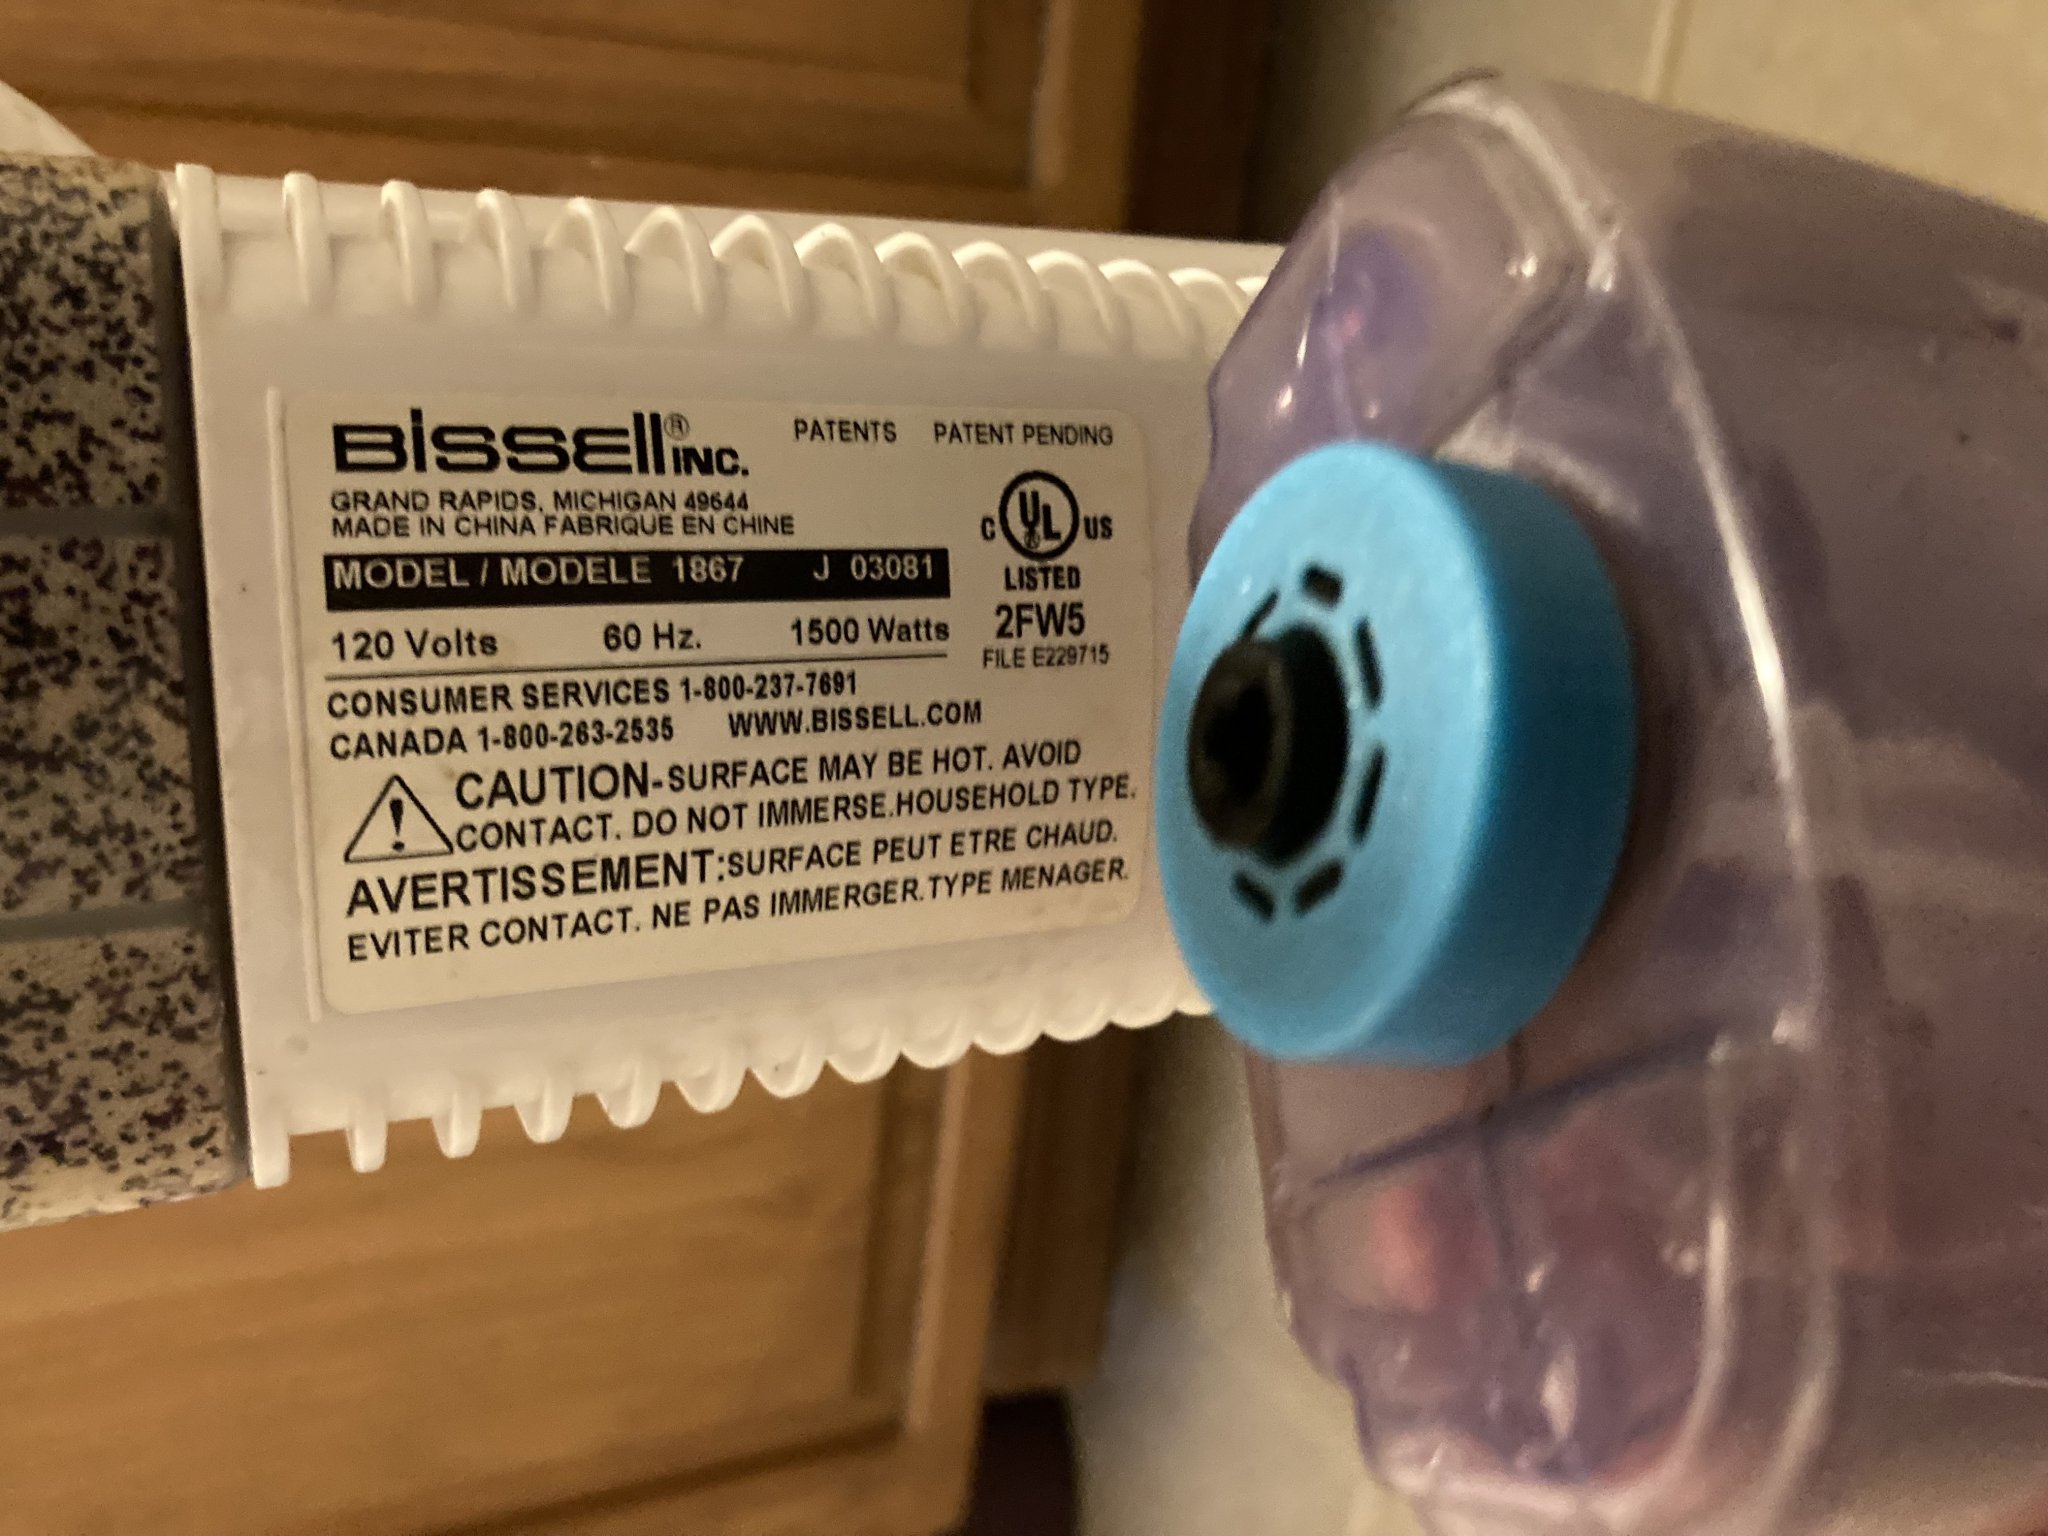 BISSELL® INC.
PATENTS PATENT PENDING
GRAND RAPIDS, MICHIGAN 49544
MADE IN CHINA FABRIQUE EN CHINE
MODEL / MODELE 1867 J 03081
120 Volts 60 Hz. 1500 Watts
C UL US
LISTED
2FW5
FILE E229715
CONSUMER SERVICES 1-800-237-7691
CANADA 1-800-263-2535 WWW.BISSELL.COM
CAUTION-SURFACE MAY BE HOT. AVOID
CONTACT. DO NOT IMMERSE.HOUSEHOLD TYPE.
AVERTISSEMENT:SURFACE PEUT ETRE CHAUD.
EVITER CONTACT. NE PAS IMMERGER.TYPE MENAGER.